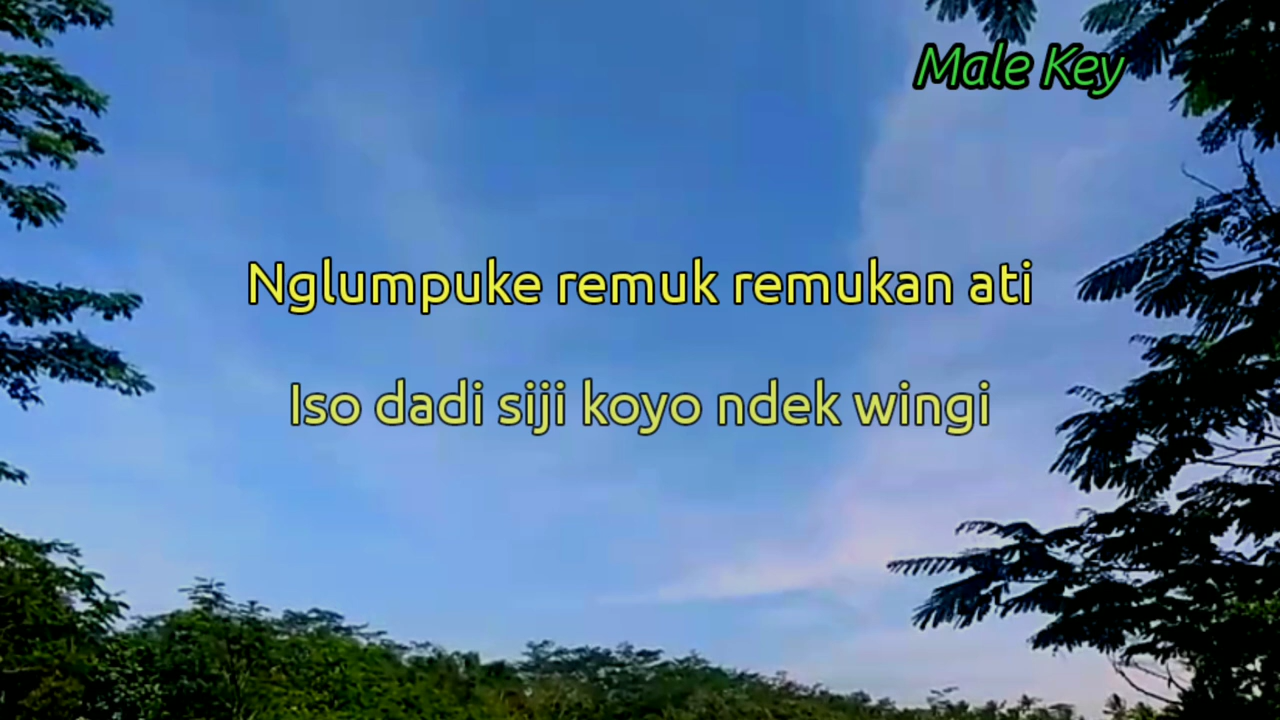 Male Key
Nglumpuke remuk remukan ati
Iso dadi siji koyo ndek wingi